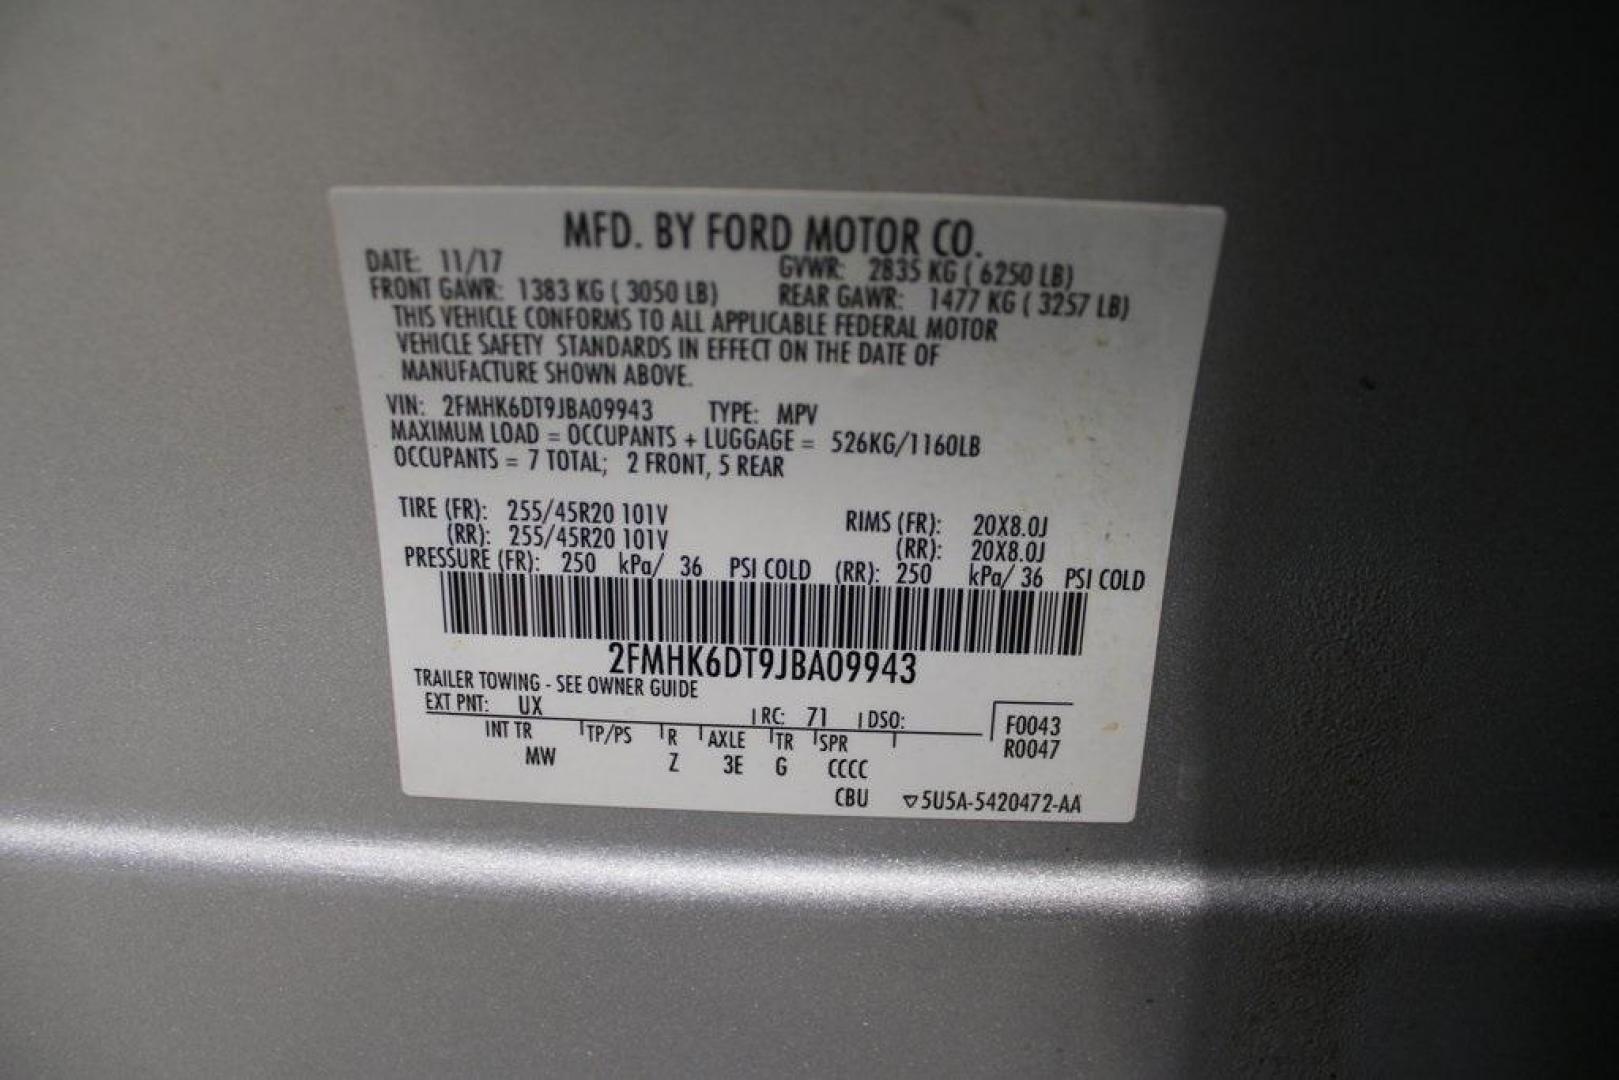 MFD. BY FORD MOTOR CO.
DATE: 11/17 GVWR: 2835 KG ( 6250 LB)
FRONT GAWR: 1383 KG ( 3050 LB) REAR GAWR: 1477 KG ( 3257 LB)
THIS VEHICLE CONFORMS TO ALL APPLICABLE FEDERAL MOTOR
VEHICLE SAFETY STANDARDS IN EFFECT ON THE DATE OF
MANUFACTURE SHOWN ABOVE.
VIN: 2FMHK6DT9JBA09943 TYPE: MPV
MAXIMUM LOAD = OCCUPANTS + LUGGAGE = 526KG/1160LB
OCCUPANTS = 7 TOTAL; 2 FRONT, 5 REAR
TIRE (FR): 255/45R20 101V RIMS (FR): 20X8.0J
(RR): 255/45R20 101V (RR): 20X8.0J
PRESSURE (FR): 250 kPa/ 36 PSI COLD (RR): 250 kPa/ 36 PSI COLD
2FMHK6DT9JBA09943
TRAILER TOWING - SEE OWNER GUIDE
EXT PNT: UX RC: 71 DSO: F0043
INT TR TP/PS R AXLE TR SPR R0047
MW Z 3E G CCCC
CBU ▽5U5A-5420472-AA